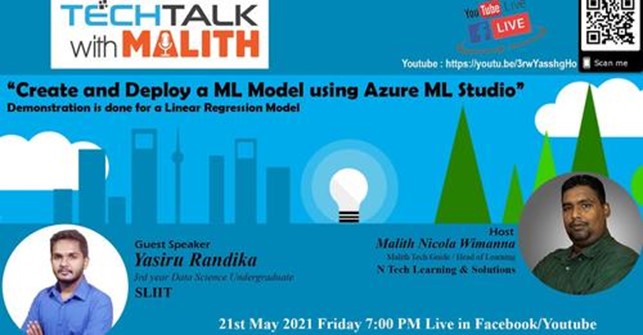 TECHTALK
with MALITH
YouTube Live
LIVE
Youtube : https://youtu.be/3rwYasshgHo
Scan me
“Create and Deploy a ML Model using Azure ML Studio”
Demonstration is done for a Linear Regression Model
Guest Speaker
Yasiru Randika
3rd year Data Science Undergraduate
SLIIT
Host
Malith Nicola Wimanna
Malith Tech Guide / Head of Learning
N Tech Learning & Solutions
21st May 2021 Friday 7:00 PM Live in Facebook/Youtube